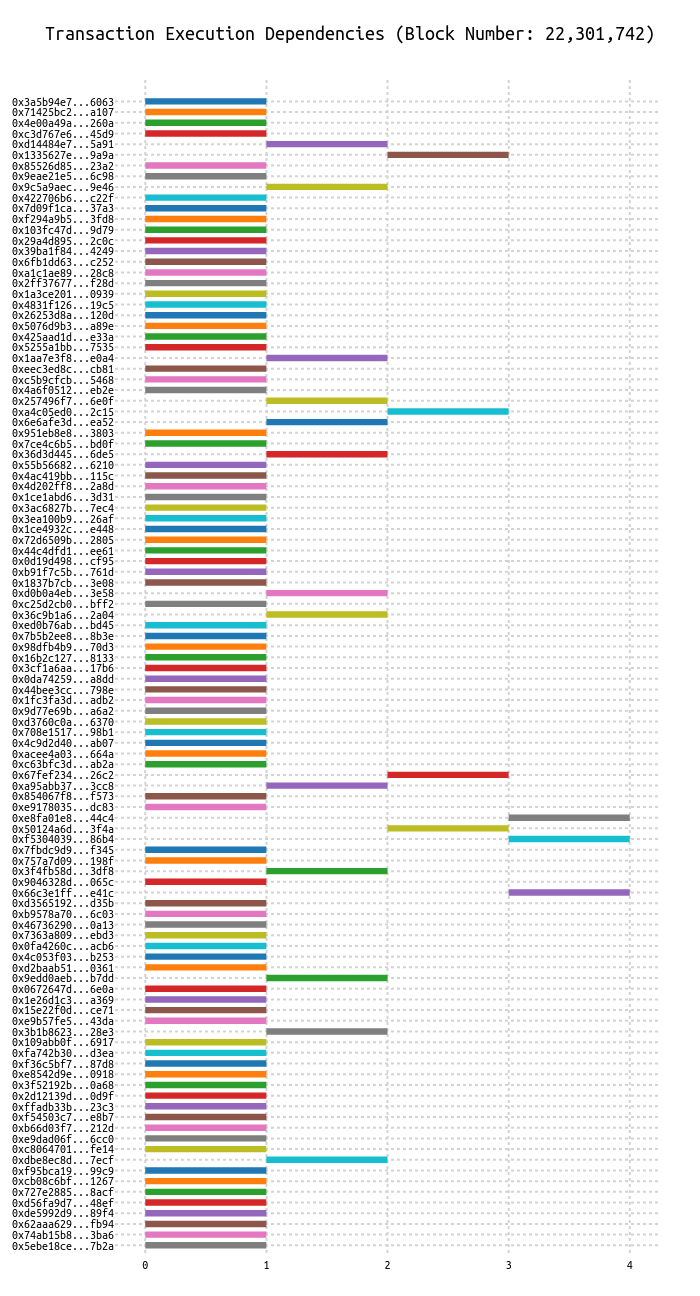 Transaction Execution Dependencies (Block Number: 22,301,742)
0x3a5b94e7...6063
0x71425bc2...a107
0x4e00a49a...260a
0xc3d767e6...45d9
0xd14484e7...5a91
0x1335627e...9a9a
0x85526d85...23a2
0x9eae21e5...6c98
0x9c5a9aec...9e46
0x422706b6...c22f
0x7d09f1ca...37a3
0xf294a9b5...3fd8
0x103fc47d...9d79
0x29a4d895...2c0c
0x39ba1f84...4249
0x6fb1dd63...c252
0xa1c1ae89...28c8
0x2ff37677...f28d
0x1a3ce201...0939
0x4831f126...19c5
0x26253d8a...120d
0x5076d9b3...a89e
0x425aad1d...e33a
0x5255a1bb...7535
0x1aa7e3f8...e0a4
0xeec3ed8c...cb81
0xc5b9cfcb...5468
0x4a6f0512...eb2e
0x257496f7...6e0f
0xa4c05ed0...2c15
0x6e6afe3d...ea52
0x951eb8e8...3803
0x7ce4c6b5...bd0f
0x36d3d445...6de5
0x55b56682...6210
0x4ac419bb...115c
0x4d202ff8...2a8d
0x1ce1abd6...3d31
0x3ac6827b...7ec4
0x3ea100b9...26af
0x1ce4932c...e448
0x72d6509b...2805
0x44c4dfd1...ee61
0x0d19d498...cf95
0xb91f7c5b...761d
0x1837b7cb...3e08
0xd0b0a4eb...3e58
0xc25d2cb0...bff2
0x36c9b1a6...2a04
0xed0b76ab...bd45
0x7b5b2ee8...8b3e
0x98dfb4b9...70d3
0x16b2c127...8133
0x3cf1a6aa...17b6
0x0da74259...a8dd
0x44bee3cc...798e
0x1fc3fa3d...adb2
0x9d77e69b...a6a2
0xd3760c0a...6370
0x708e1517...98b1
0x4c9d2d40...ab07
0xacee4a03...664a
0xc63bfc3d...ab2a
0x67fef234...26c2
0xa95abb37...3cc8
0x854067f8...f573
0xe9178035...dc83
0xe8fa01e8...44c4
0x50124a6d...3f4a
0xf5304039...86b4
0x7fbdc9d9...f345
0x757a7d09...198f
0x3f4fb58d...3df8
0x9046328d...065c
0x66c3e1ff...e41c
0xd3565192...d35b
0xb9578a70...6c03
0x46736290...0a13
0x7363a809...ebd3
0x0fa4260c...acb6
0x4c053f03...b253
0xd2baab51...0361
0x9edd0aeb...b7dd
0x0672647d...6e0a
0x1e26d1c3...a369
0x15e22f0d...ce71
0xe9b57fe5...43da
0x3b1b8623...28e3
0x109abb0f...6917
0xfa742b30...d3ea
0xf36c5bf7...87d8
0xe8542d9e...0918
0x3f52192b...0a68
0x2d12139d...0d9f
0xffadb33b...23c3
0xf54503c7...e8b7
0xb66d03f7...212d
0xe9dad06f...6cc0
0xc8064701...fe14
0xdbe8ec8d...7ecf
0xf95bca19...99c9
0xcb08c6bf...1267
0x727e2885...8acf
0xd56fa9d7...48ef
0xde5992d9...89f4
0x62aaa629...fb94
0x74ab15b8...3ba6
0x5ebe18ce...7b2a
0 1 2 3 4